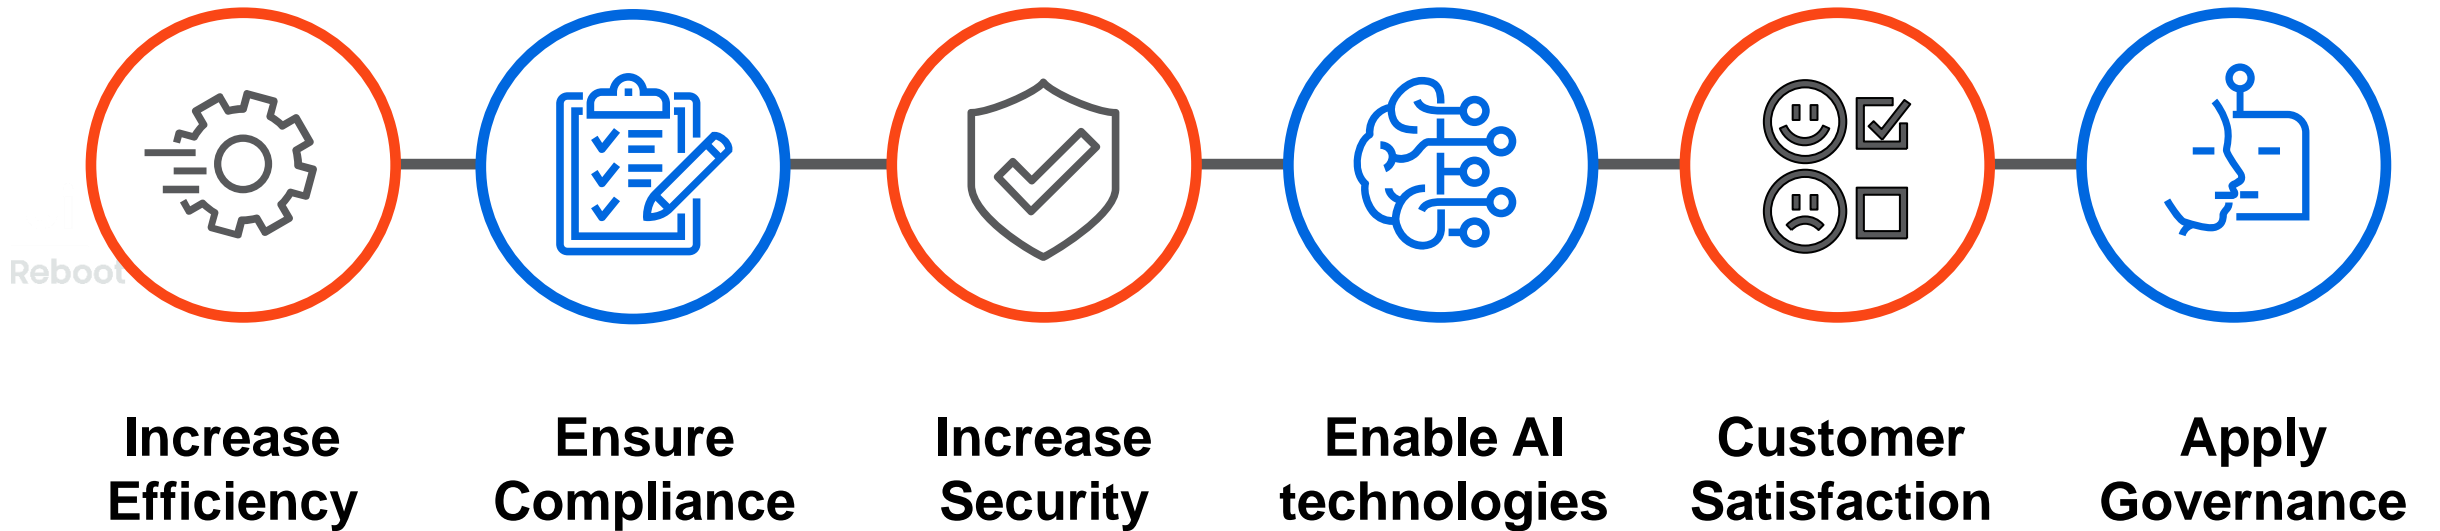 Reboot
Increase
Efficiency
Ensure
Compliance
Increase
Security
Enable AI
technologies
Customer
Satisfaction
Apply
Governance